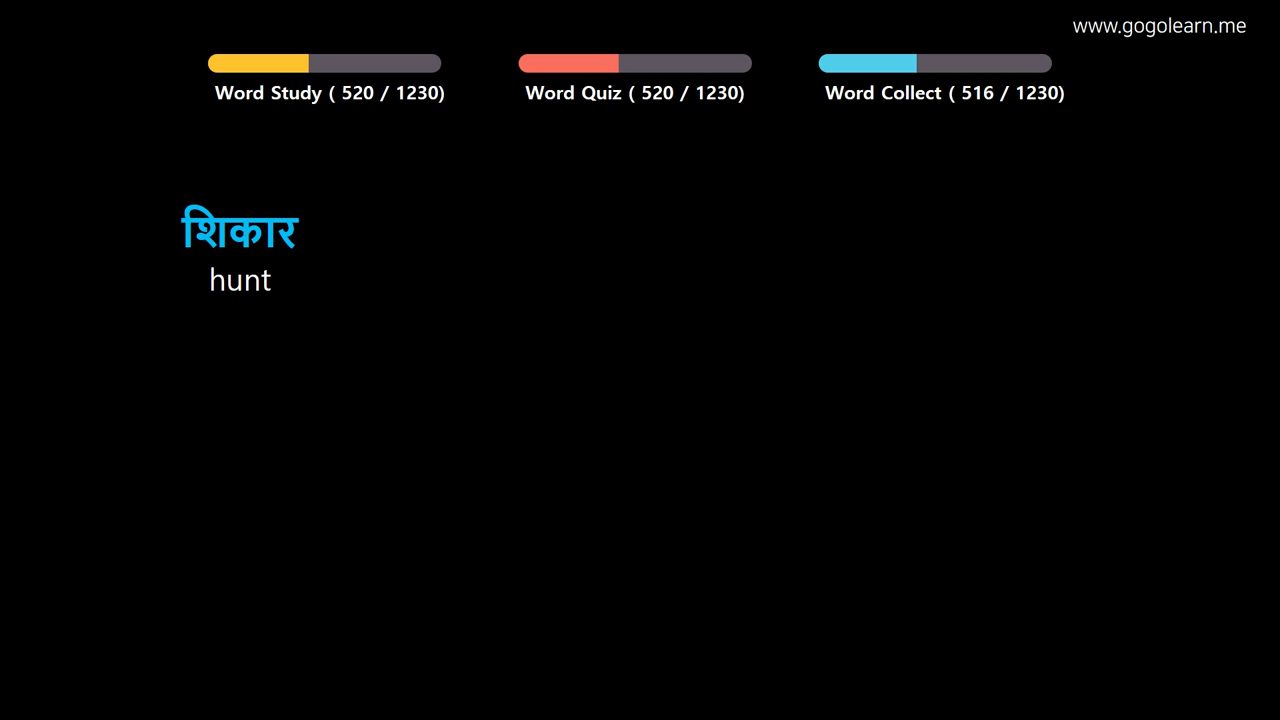 www.gogolearn.me
Word Study ( 520 / 1230)
Word Quiz ( 520 / 1230)
Word Collect ( 516 / 1230)
शिकार
hunt